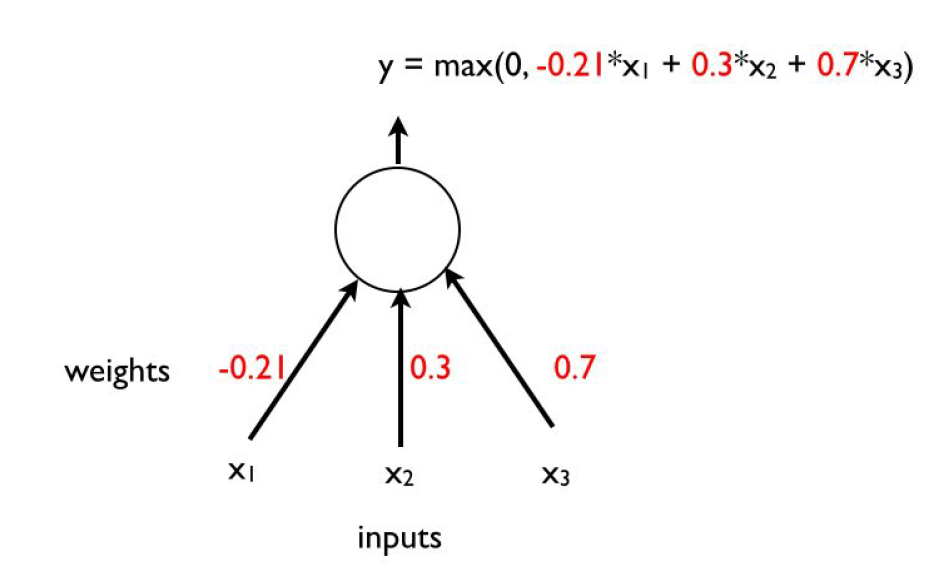 y = max(0, -0.21*x₁ + 0.3*x₂ + 0.7*x₃)
weights -0.21 0.3 0.7
x₁ x₂ x₃
inputs